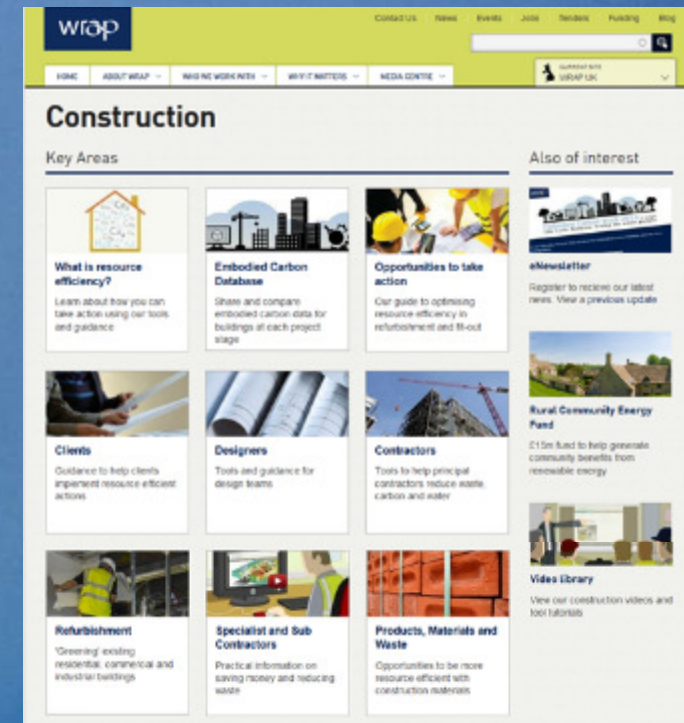 wrap
Contact Us News Events Jobs Tenders Funding Blog
HOME ABOUT WRAP WHO WE WORK WITH WHY IT MATTERS MEDIA CENTRE
CURRENT SITE
WRAP UK
Construction
Key Areas
What is resource
efficiency?
Learn about how you can
take action using our tools
and guidance
Embodied Carbon
Database
Share and compare
embodied carbon data for
buildings at each project
stage
Opportunities to take
action
Our guide to optimising
resource efficiency in
refurbishment and fit-out
Clients
Guidance to help clients
implement resource efficient
actions
Designers
Tools and guidance for
design teams
Contractors
Tools to help principal
contractors reduce waste,
carbon and water
Refurbishment
'Greening' existing
residential, commercial and
industrial buildings
Specialist and Sub
Contractors
Practical information on
saving money and reducing
waste
Products, Materials and
Waste
Opportunities to be more
resource efficient with
construction materials
Also of interest
eNewsletter
Register to recieve our latest
news. View a previous update
Rural Community Energy
Fund
£15m fund to help generate
community benefits from
renewable energy
Video library
View our construction videos and
tool tutorials